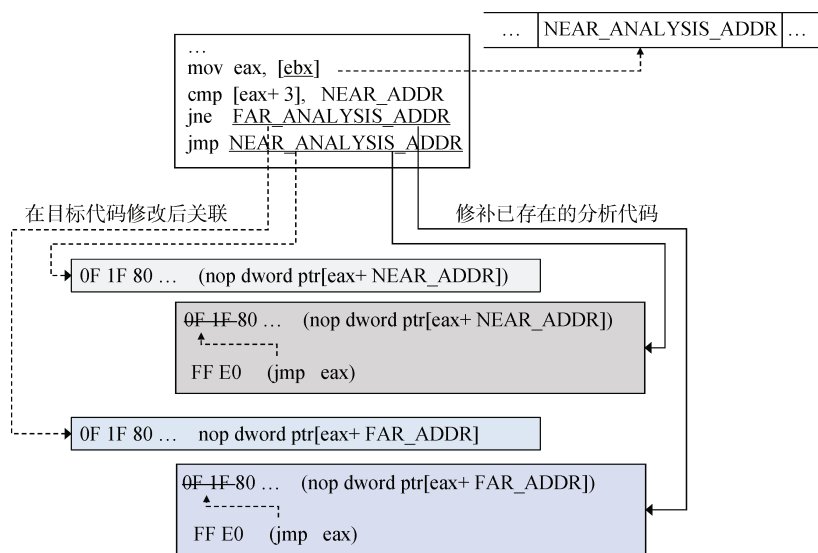 … NEAR_ANALYSIS_ADDR …
…
mov eax, [ebx]
cmp [eax+ 3], NEAR_ADDR
jne FAR_ANALYSIS_ADDR
jmp NEAR_ANALYSIS_ADDR
在目标代码修改后关联
修补已存在的分析代码
0F 1F 80 … (nop dword ptr[eax+ NEAR_ADDR])
0F 1F 80 … (nop dword ptr[eax+ NEAR_ADDR])
FF E0 (jmp eax)
0F 1F 80 … nop dword ptr[eax+ FAR_ADDR]
0F 1F 80 … (nop dword ptr[eax+ FAR_ADDR])
FF E0 (jmp eax)